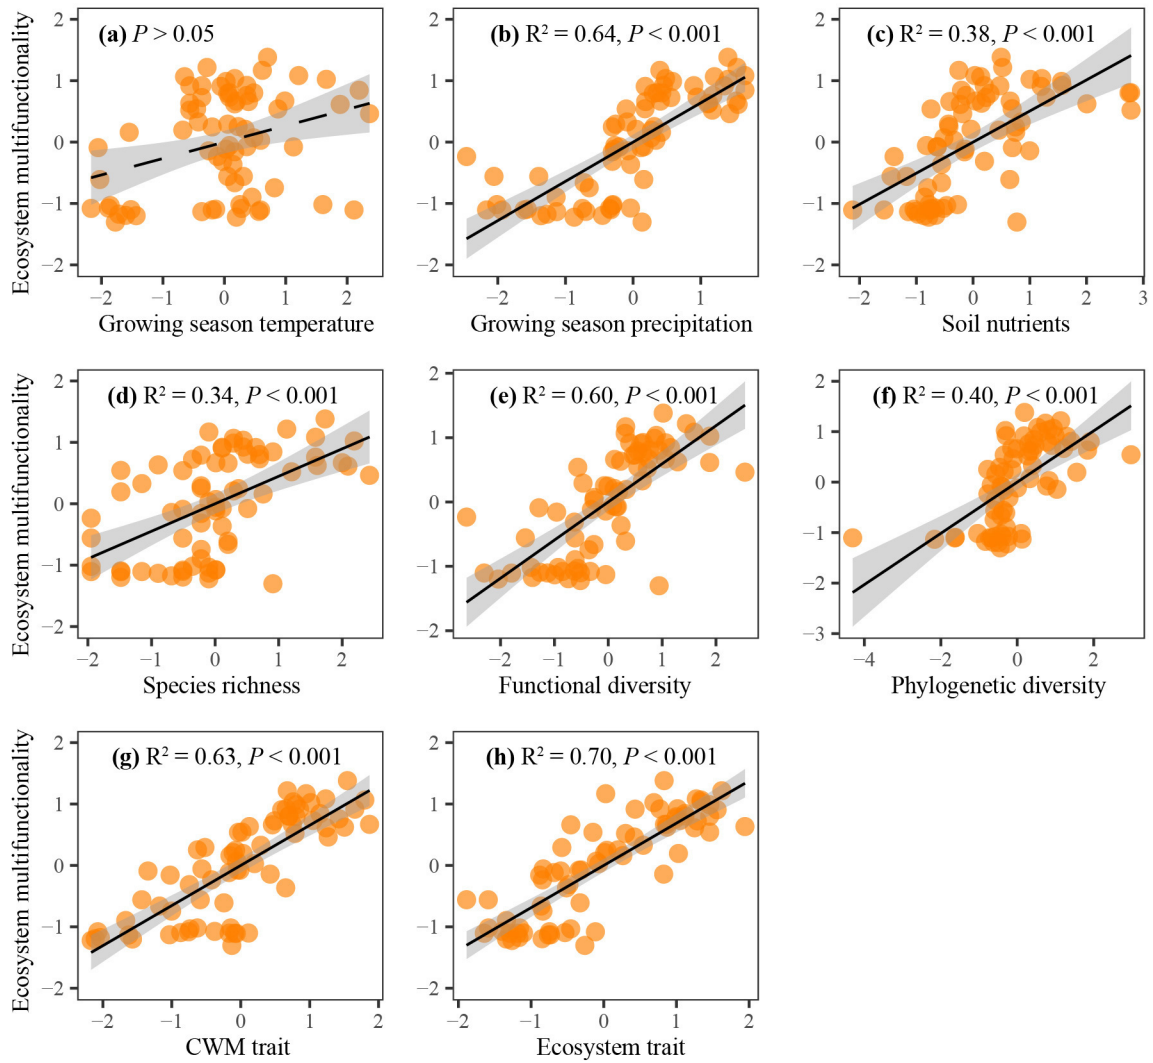 Ecosystem multifunctionality
(a) P > 0.05
2
1
0
−1
−2
−2 −1 0 1 2
Growing season temperature
(b) R² = 0.64, P < 0.001
2
1
0
−1
−2
−2 −1 0 1
Growing season precipitation
(c) R² = 0.38, P < 0.001
2
1
0
−1
−2
−2 −1 0 1 2 3
Soil nutrients
Ecosystem multifunctionality
(d) R² = 0.34, P < 0.001
2
1
0
−1
−2
−2 −1 0 1 2
Species richness
(e) R² = 0.60, P < 0.001
2
1
0
−1
−2
−2 −1 0 1 2
Functional diversity
(f) R² = 0.40, P < 0.001
2
1
0
−1
−2
−3
−4 −2 0 2
Phylogenetic diversity
Ecosystem multifunctionality
(g) R² = 0.63, P < 0.001
2
1
0
−1
−2
−2 −1 0 1 2
CWM trait
(h) R² = 0.70, P < 0.001
2
1
0
−1
−2
−2 −1 0 1 2
Ecosystem trait